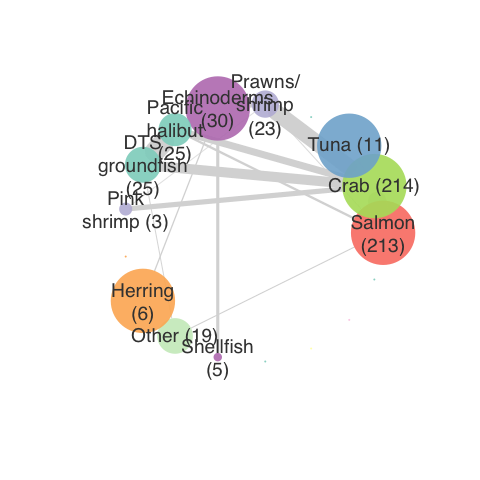 Prawns/
shrimp
(23)
Echinoderms
(30)
Pacific
halibut
(25)
DTS
groundfish
(25)
Tuna (11)
Crab (214)
Pink
shrimp (3)
Salmon
(213)
Herring
(6)
Other (19)
Shellfish
(5)